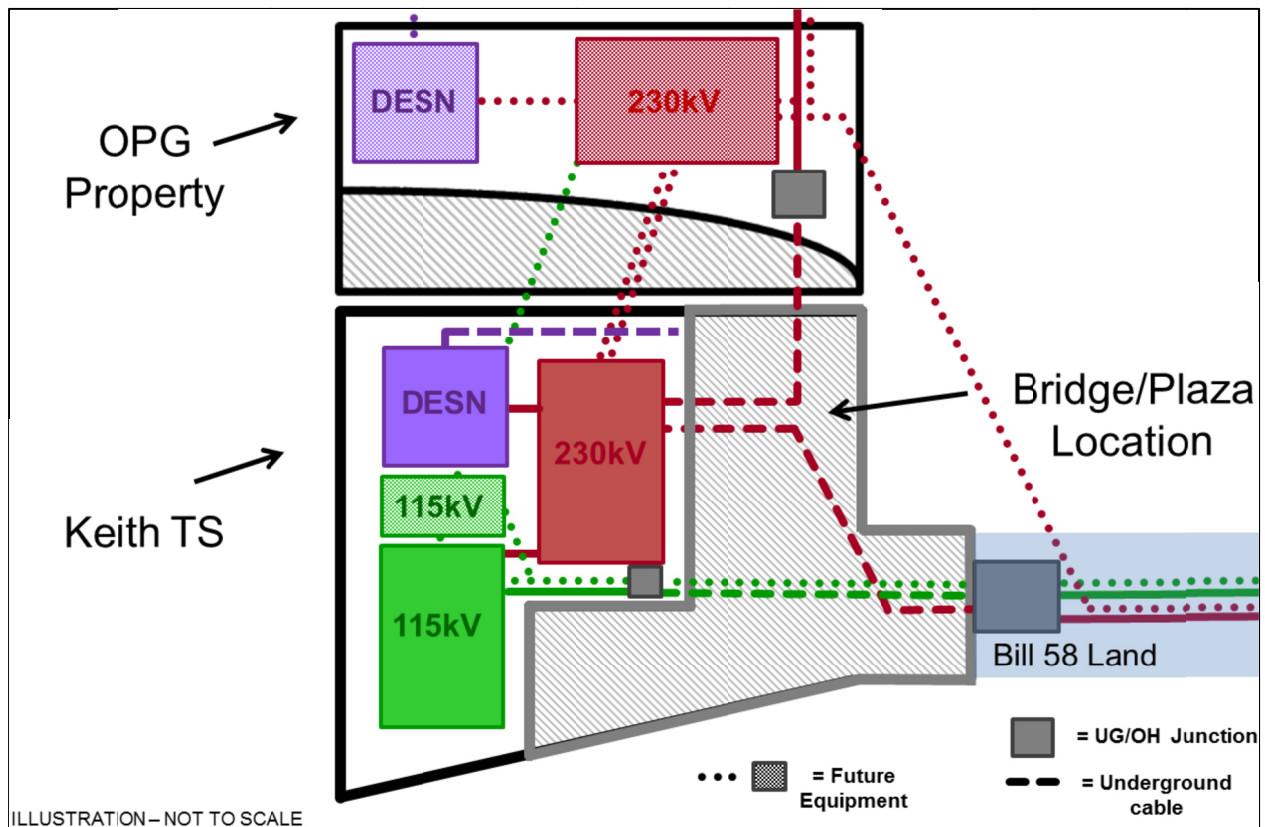 DESN
230kV
OPG
Property
DESN
230kV
Bridge/Plaza
Location
115kV
Keith TS
115kV
Bill 58 Land
= UG/OH Junction
= Future
Equipment
= Underground
cable
ILLUSTRATION – NOT TO SCALE